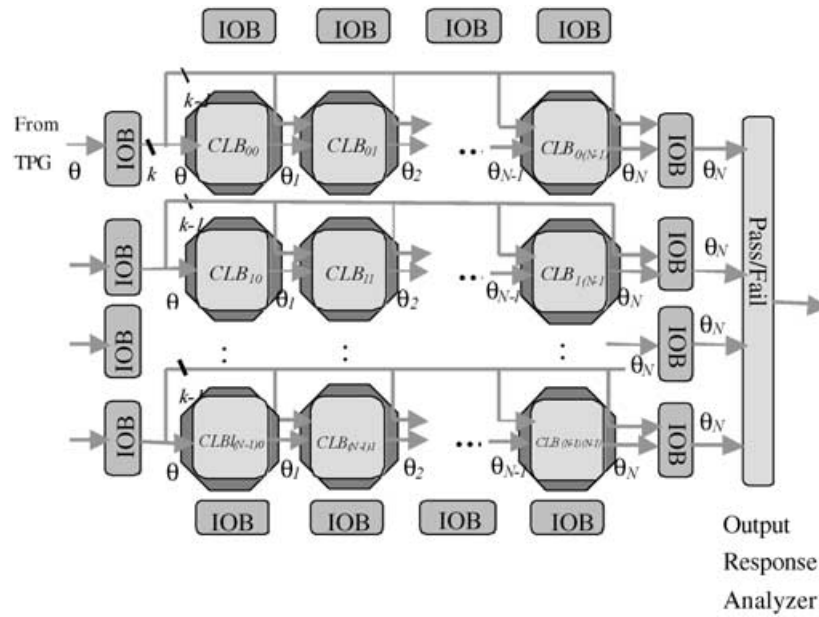 IOB IOB IOB IOB
k-1
From
TPG
θ
IOB
k
θ
CLB00
θ1
CLB01
θ2
•••
θN-1
CLB0(N-1)
θN
IOB
θN
k-1
IOB
θ
CLB10
θ1
CLB11
θ2
•••
θN-1
CLB1(N-1
θN
IOB
θN
Pass/Fail
IOB
:
:
:
θN
IOB
θN
k-1
IOB
θ
CLBl(N-1)0
θ1
CLB(N-1)1
θ2
•••
θN-1
CLB(N-1)(N-1)
θN
IOB
θN
IOB IOB IOB IOB
Output
Response
Analyzer